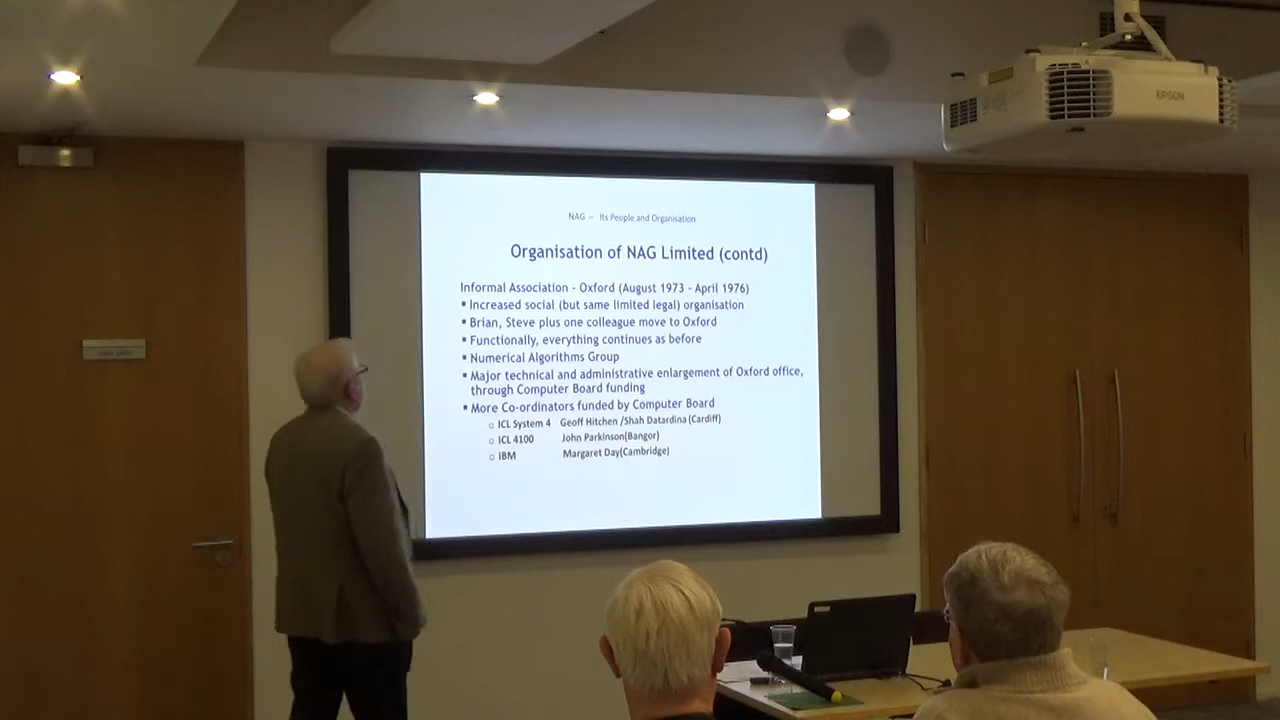 EPSON
NAG – Its People and Organisation
Organisation of NAG Limited (contd)
Informal Association - Oxford (August 1973 - April 1976)
▪ Increased social (but same limited legal) organisation
▪ Brian, Steve plus one colleague move to Oxford
▪ Functionally, everything continues as before
▪ Numerical Algorithms Group
▪ Major technical and administrative enlargement of Oxford office,
through Computer Board funding
▪ More Co-ordinators funded by Computer Board
▫ ICL System 4 Geoff Hitchen /Shah Datardina (Cardiff)
▫ ICL 4100 John Parkinson(Bangor)
▫ IBM Margaret Day(Cambridge)